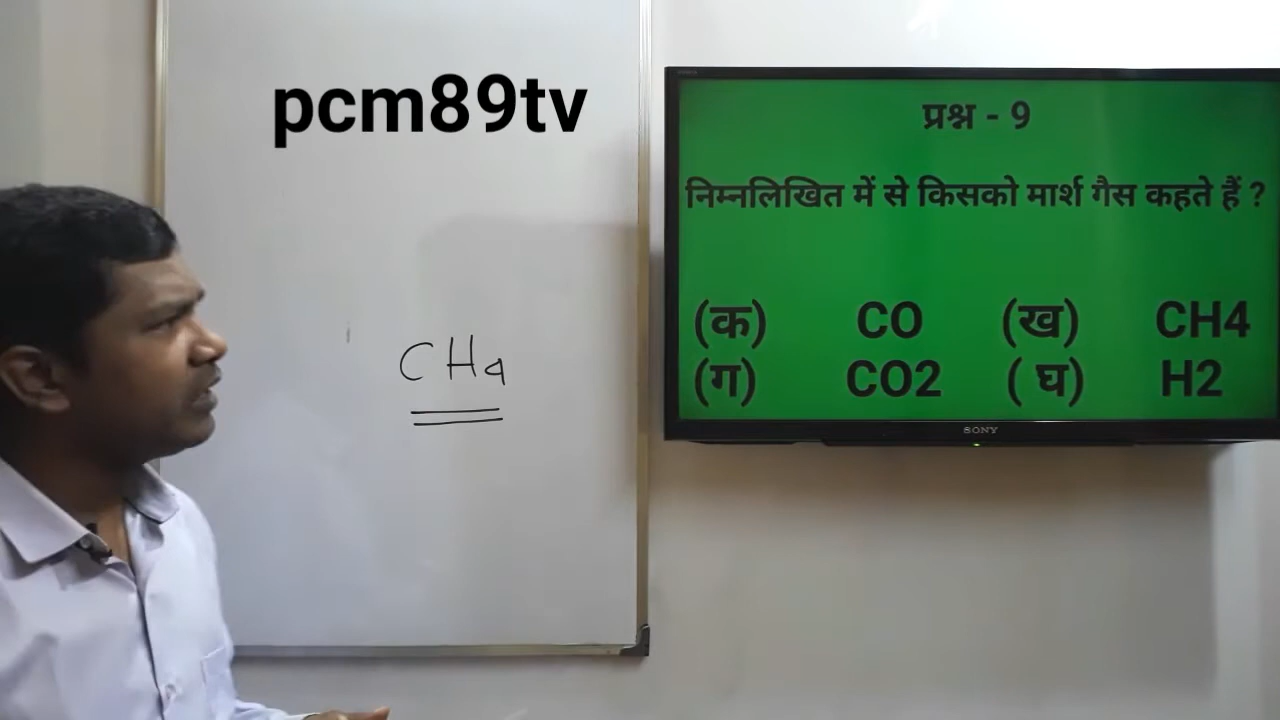 pcm89tv
CH4
प्रश्न - 9
निम्नलिखित में से किसको मार्श गैस कहते हैं ?
(क) CO (ख) CH4
(ग) CO2 ( घ) H2
SONY